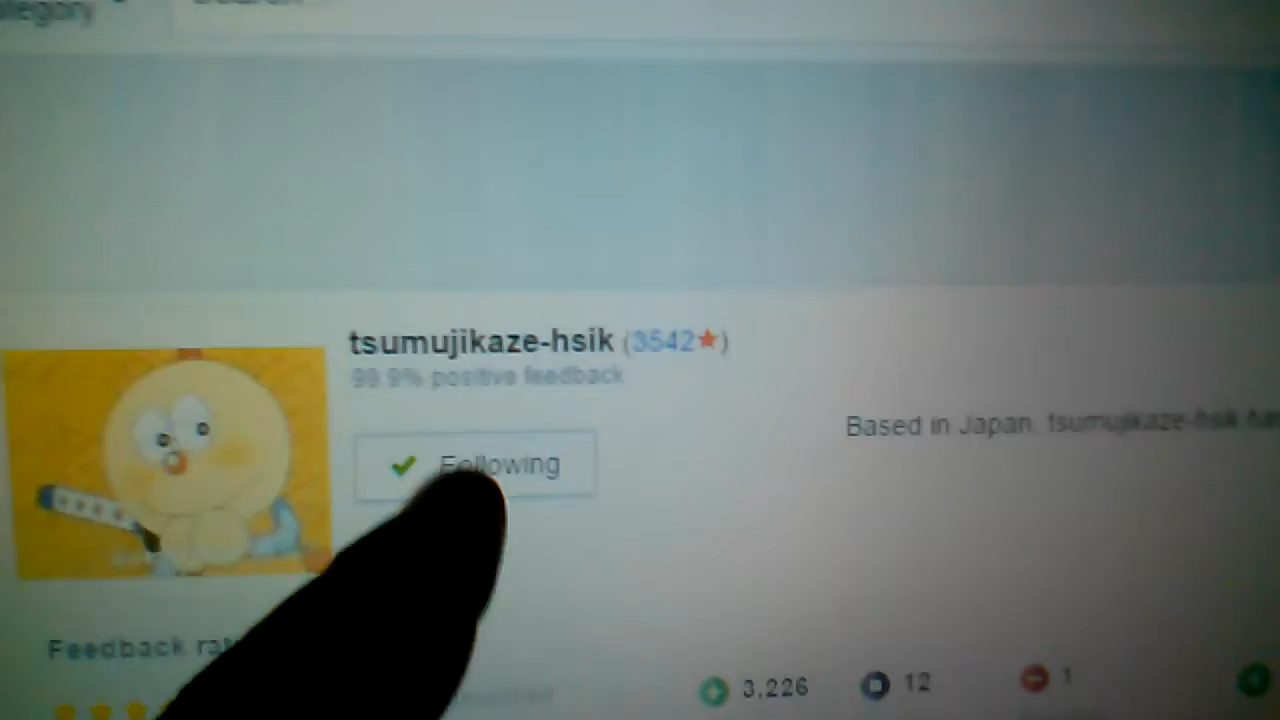 tsumujikaze-hsik (3542★)
99.9% positive feedback
Following
Based in Japan, tsumujikaze-hsik
Feedback
3,226
12
1